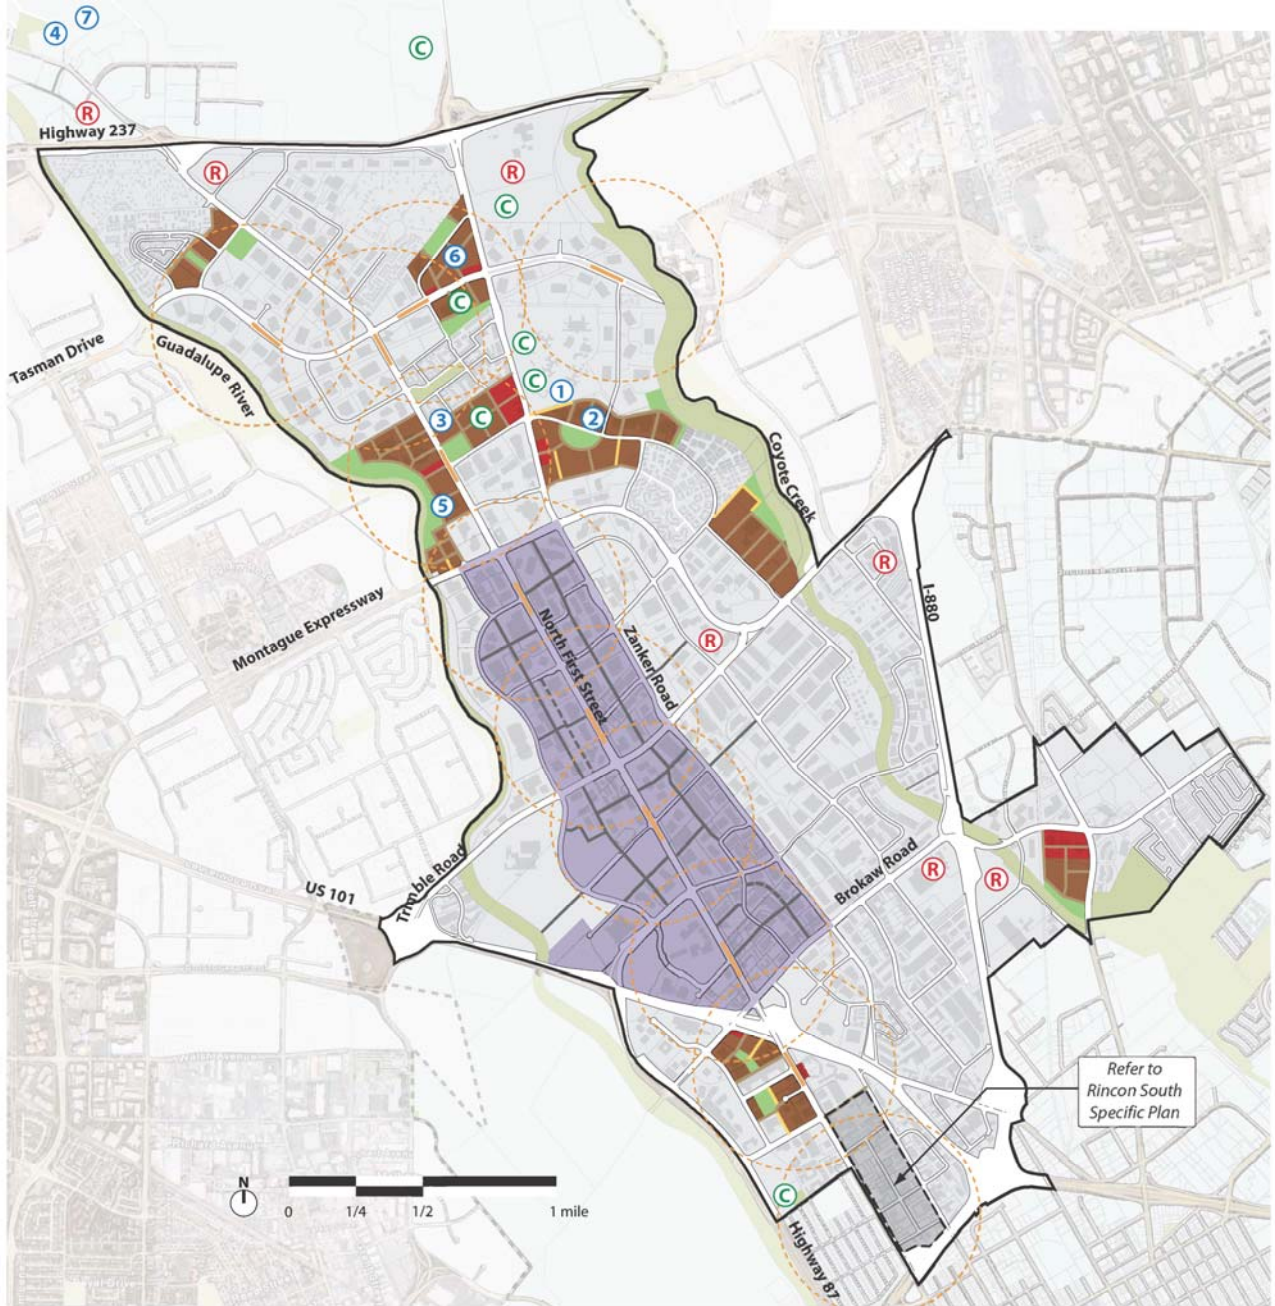 7
4
C
R
Highway 237
R
R
C
6
C
Tasman Drive
Guadalupe River
C
C
1
3
C
2
Coyote Creek
5
R
I-880
Montague Expressway
North First Street
Zanker Road
R
Trimble Road
US 101
Brokaw Road
R
R
Refer to
Rincon South
Specific Plan
N
0 1/4 1/2 1 mile
C
Highway 87